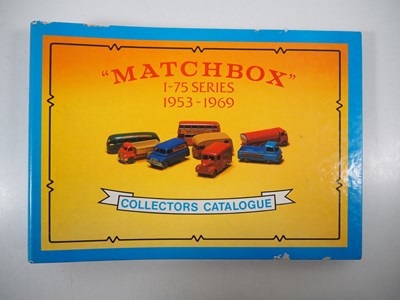 "MATCHBOX"
1-75 SERIES
1953-1969
COLLECTORS CATALOGUE